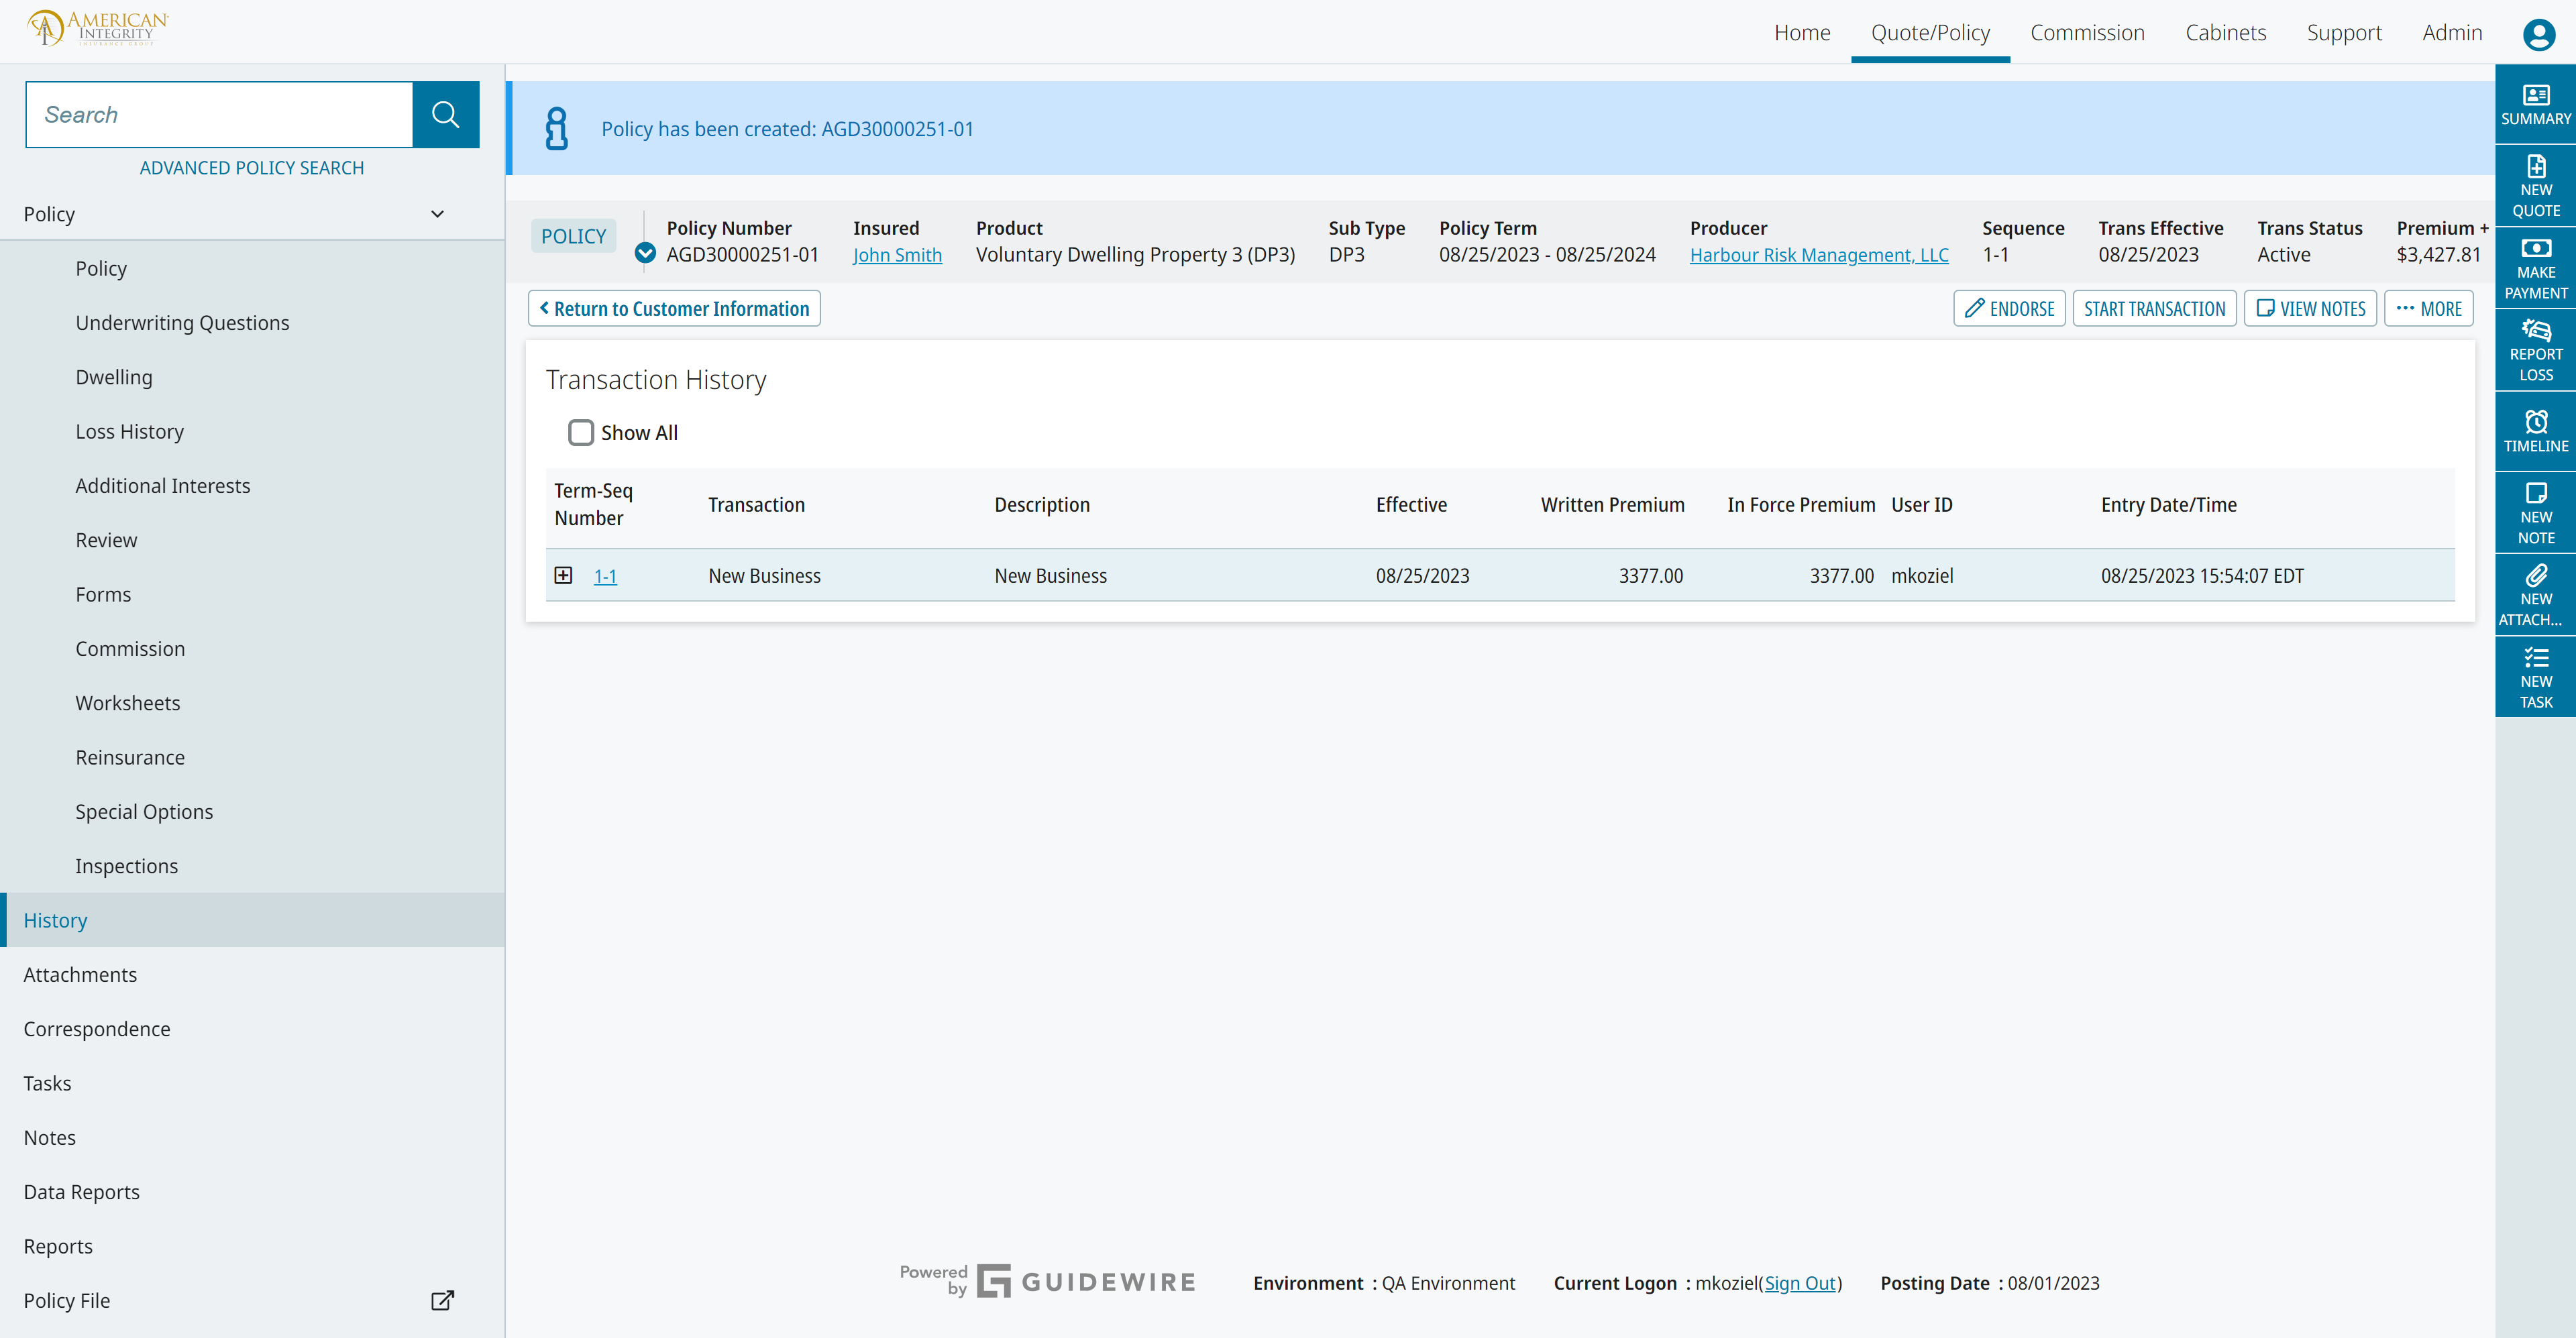 AMERICAN
INTEGRITY
INSURANCE GROUP
Home
Quote/Policy
Commission
Cabinets
Support
Admin
Search
ADVANCED POLICY SEARCH
Policy
Policy
Underwriting Questions
Dwelling
Loss History
Additional Interests
Review
Forms
Commission
Worksheets
Reinsurance
Special Options
Inspections
History
Attachments
Correspondence
Tasks
Notes
Data Reports
Reports
Policy File
Policy has been created: AGD30000251-01
POLICY
Policy Number
AGD30000251-01
Insured
John Smith
Product
Voluntary Dwelling Property 3 (DP3)
Sub Type
DP3
Policy Term
08/25/2023 - 08/25/2024
Producer
Harbour Risk Management, LLC
Sequence
1-1
Trans Effective
08/25/2023
Trans Status
Active
Premium +
$3,427.81
Return to Customer Information
ENDORSE
START TRANSACTION
VIEW NOTES
MORE
Transaction History
Show All
Term-Seq
Number
Transaction
Description
Effective
Written Premium
In Force Premium
User ID
Entry Date/Time
1-1
New Business
New Business
08/25/2023
3377.00
3377.00
mkoziel
08/25/2023 15:54:07 EDT
SUMMARY
NEW
QUOTE
MAKE
PAYMENT
REPORT
LOSS
TIMELINE
NEW
NOTE
NEW
ATTACH...
NEW
TASK
Powered
by
GUIDEWIRE
Environment : QA Environment
Current Logon : mkoziel(Sign Out)
Posting Date : 08/01/2023